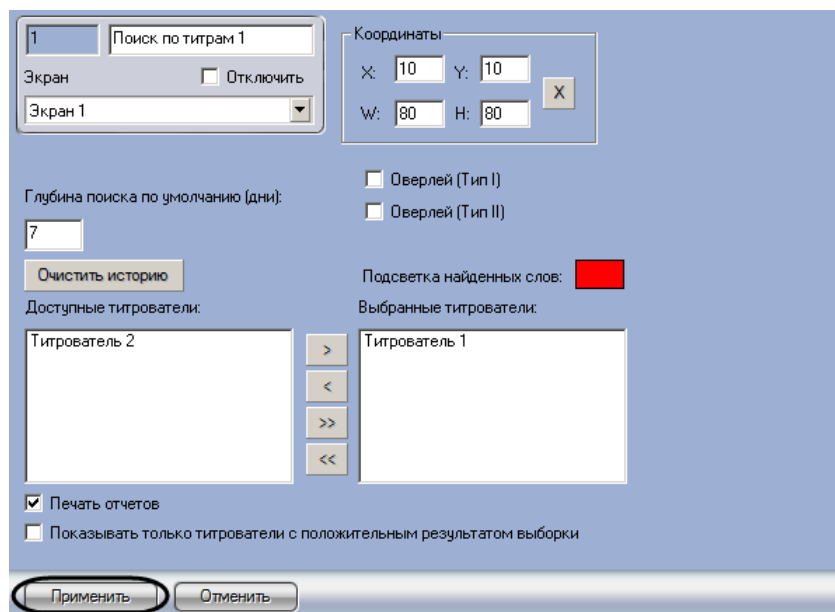 1 Поиск по титрам 1
Экран Отключить
Экран 1
Координаты
X: 10 Y: 10
X
W: 80 H: 80
Оверлей (Тип I)
Оверлей (Тип II)
Глубина поиска по умолчанию (дни):
7
Очистить историю
Подсветка найденных слов:
Доступные титрователи:
Титрователь 2
>
<
>>
<<
Выбранные титрователи:
Титрователь 1
Печать отчетов
Показывать только титрователи с положительным результатом выборки
Применить Отменить